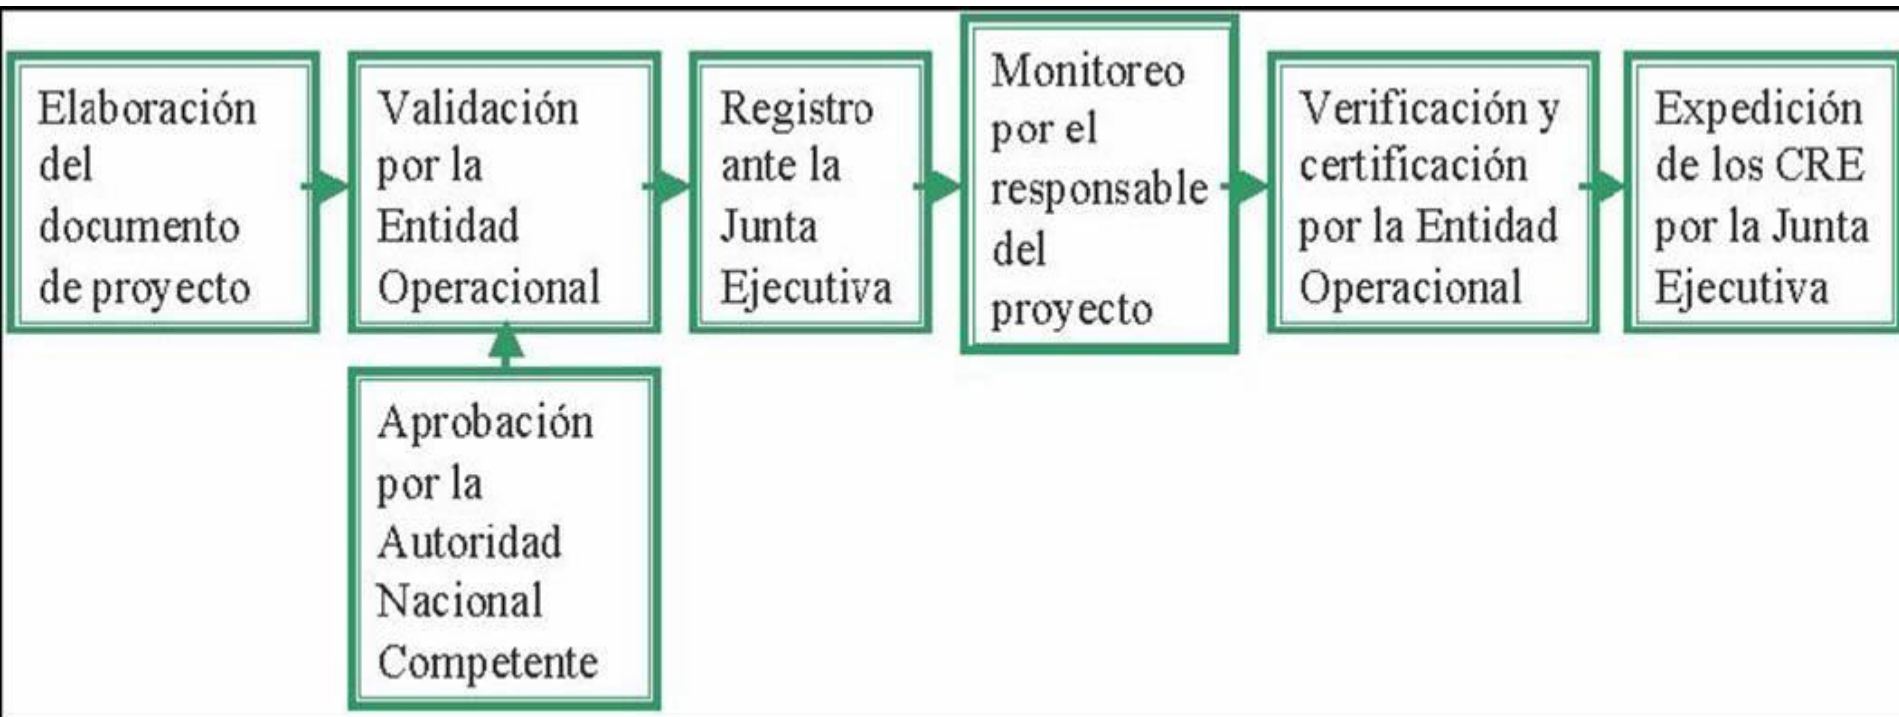 Elaboración
del
documento
de proyecto
Validación
por la
Entidad
Operacional
Registro
ante la
Junta
Ejecutiva
Monitoreo
por el
responsable
del
proyecto
Verificación y
certificación
por la Entidad
Operacional
Expedición
de los CRE
por la Junta
Ejecutiva
Aprobación
por la
Autoridad
Nacional
Competente